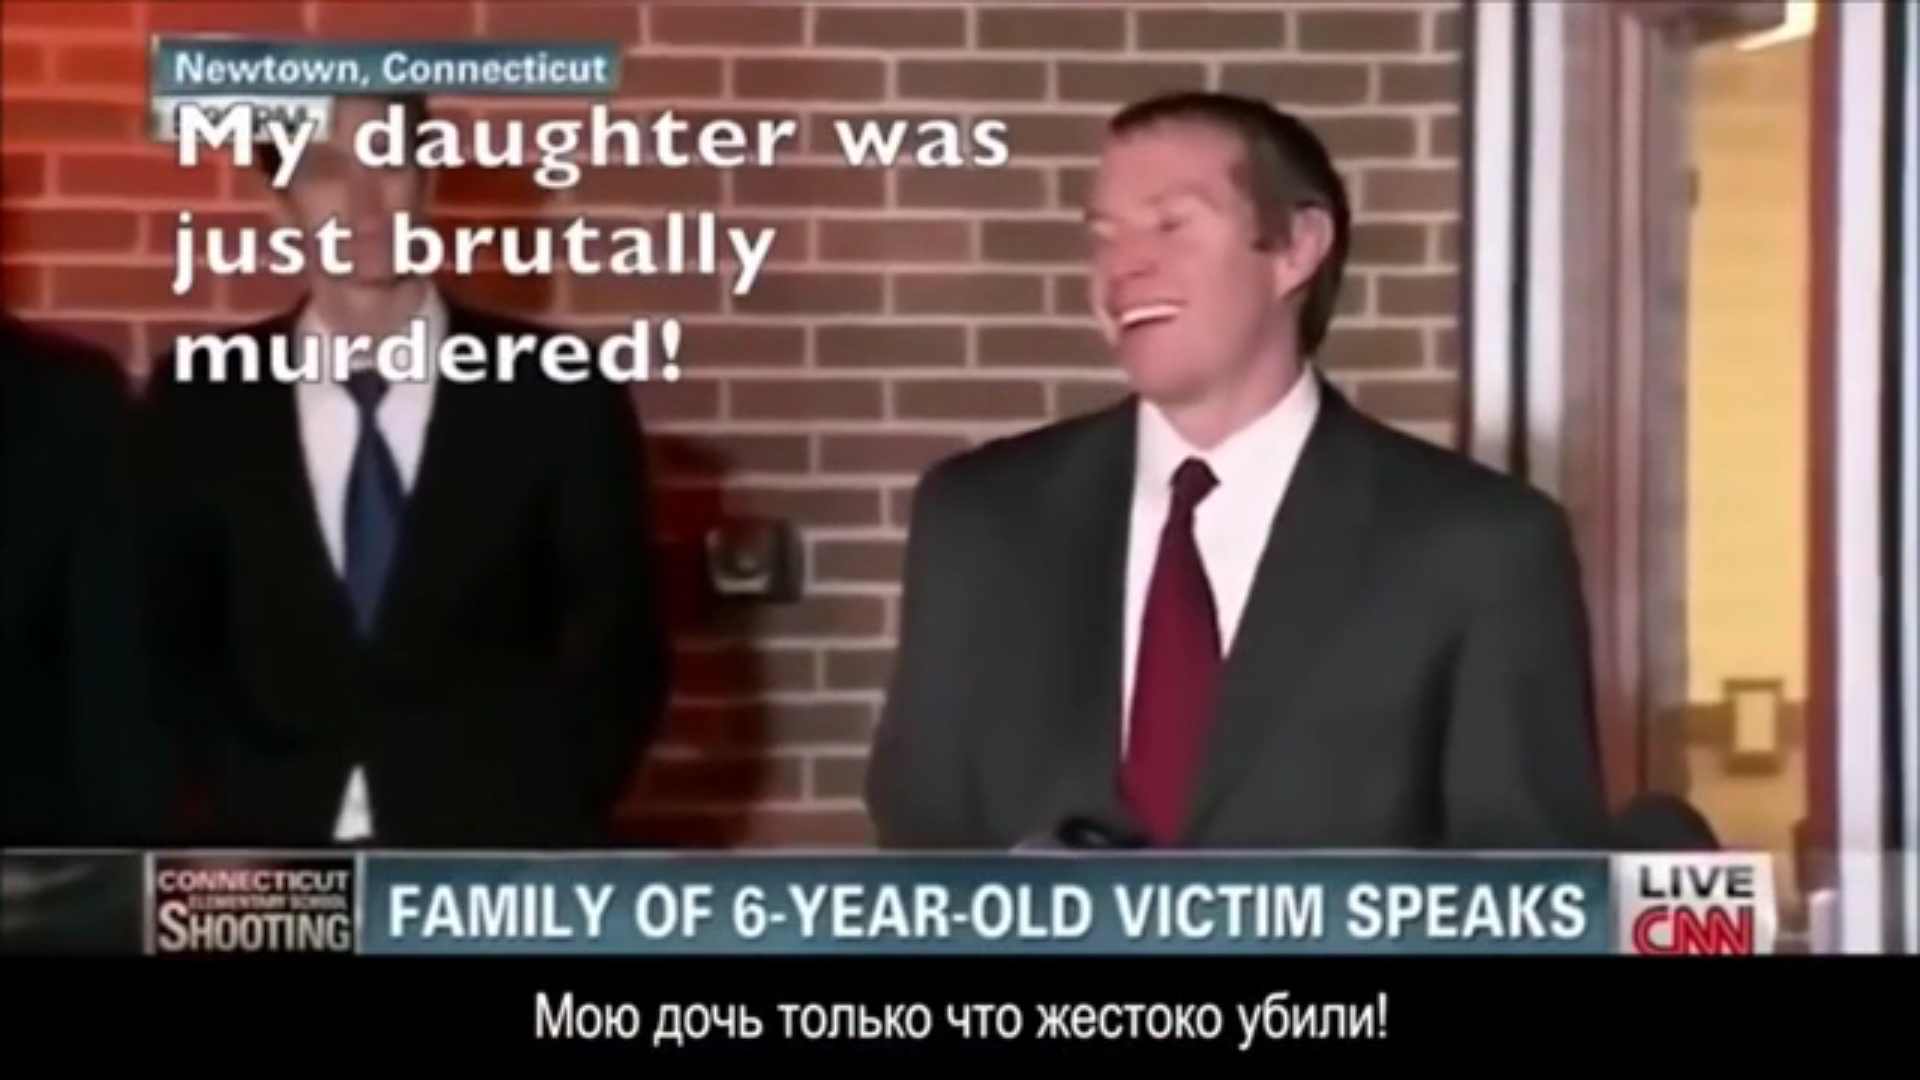 Newtown, Connecticut
My daughter was
just brutally
murdered!
CONNECTICUT
ELEMENTARY SCHOOL
SHOOTING
FAMILY OF 6-YEAR-OLD VICTIM SPEAKS
LIVE
CNN
Мою дочь только что жестоко убили!